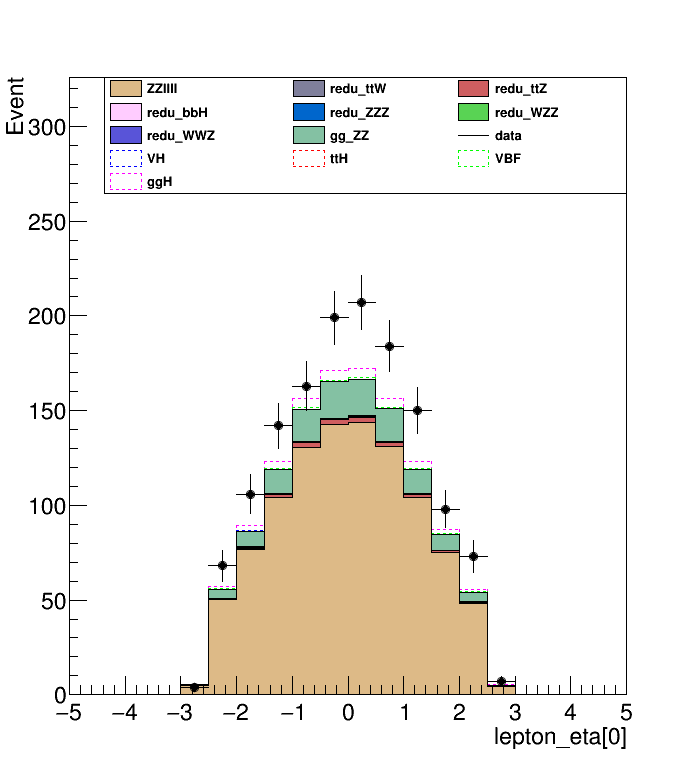 Event
ZZllll redu_ttW redu_ttZ
redu_bbH redu_ZZZ redu_WZZ
redu_WWZ gg_ZZ data
VH ttH VBF
ggH
300
250
200
150
100
50
0
−5 −4 −3 −2 −1 0 1 2 3 4 5
lepton_eta[0]